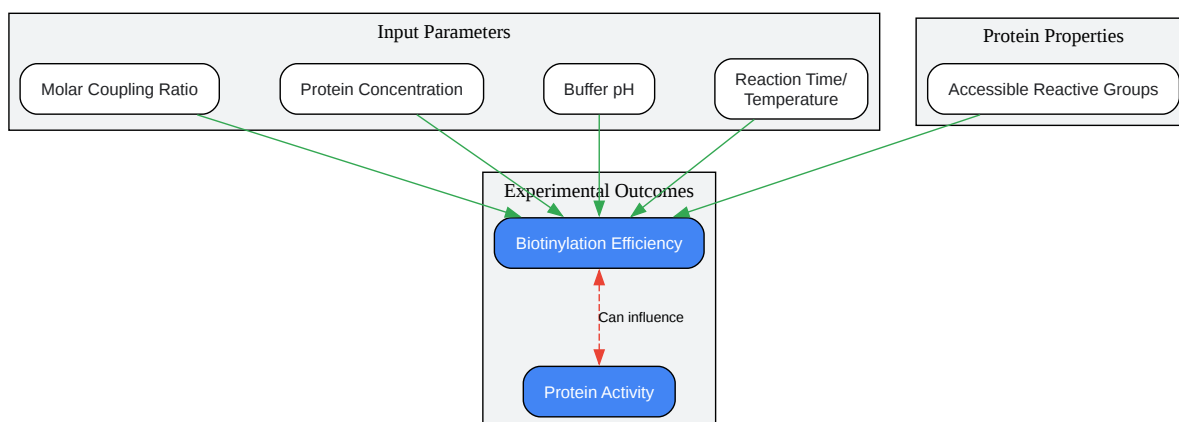 Input Parameters
Protein Properties
Molar Coupling Ratio
Protein Concentration
Buffer pH
Reaction Time/
Temperature
Accessible Reactive Groups
Experimental Outcomes
Biotinylation Efficiency
Can influence
Protein Activity